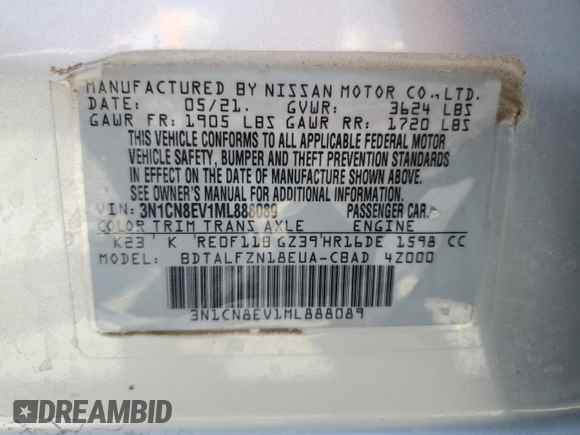 MANUFACTURED BY NISSAN MOTOR CO.,LTD.
DATE: 05/21. GVWR: 3624 LBS
GAWR FR: 1905 LBS GAWR RR: 1720 LBS
THIS VEHICLE CONFORMS TO ALL APPLICABLE FEDERAL MOTOR
VEHICLE SAFETY, BUMPER AND THEFT PREVENTION STANDARDS
IN EFFECT ON THE DATE OF MANUFACTURE SHOWN ABOVE.
SEE OWNER'S MANUAL FOR ADDITIONAL INFORMATION.
VIN: 3N1CN8EV1ML888089 PASSENGER CAR.
COLOR TRIM TRANS AXLE ENGINE
K23 K RE0F11B GZ39 HR16DE 1598 CC
MODEL: BDTALFZN18EUA-CBAD 4Z000
3N1CN8EV1ML888089
DREAMBID